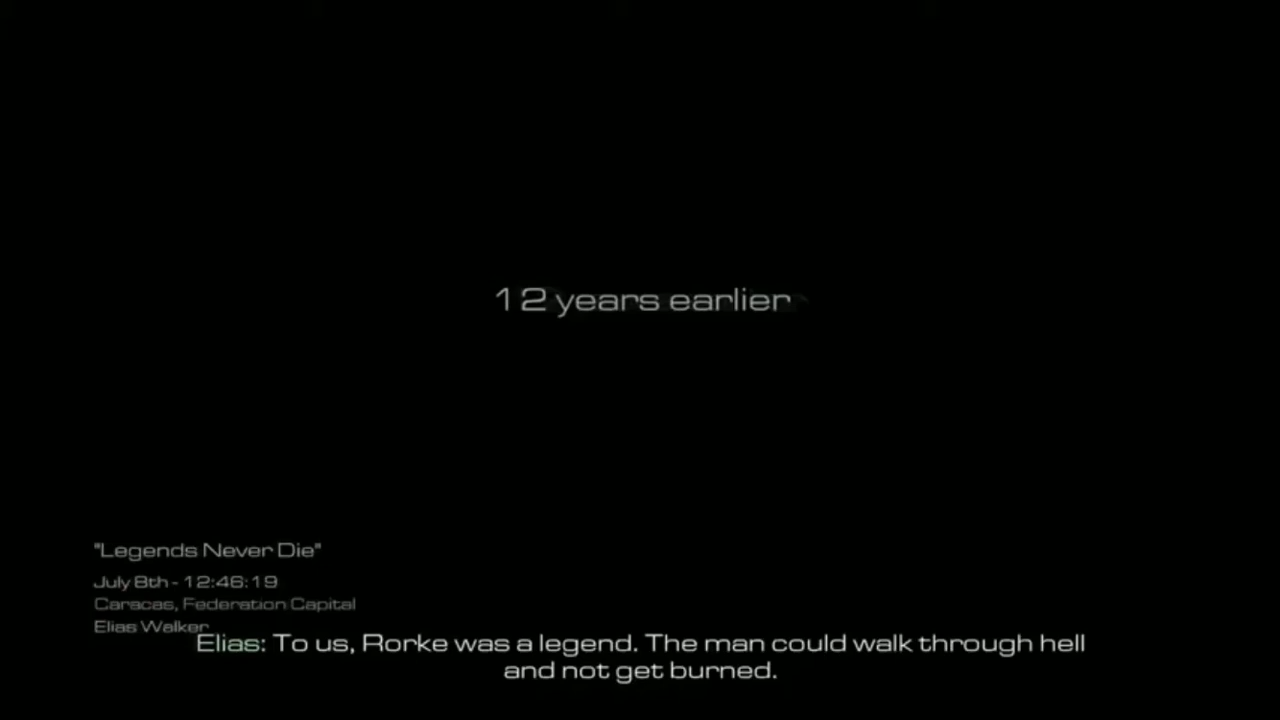 12 years earlier
"Legends Never Die"
July 8th - 12:46:19
Caracas, Federation Capital
Elias Walker
Elias: To us, Rorke was a legend. The man could walk through hell
and not get burned.